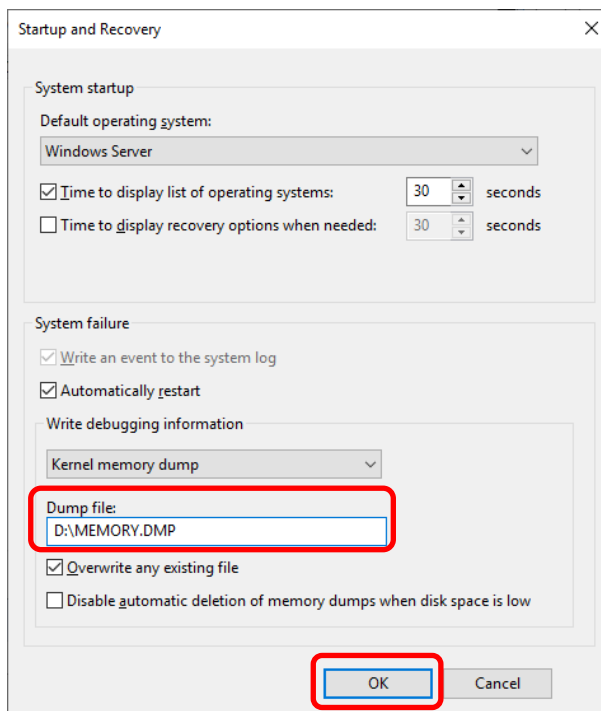 Startup and Recovery
System startup
Default operating system:
Windows Server
Time to display list of operating systems: 30 seconds
Time to display recovery options when needed: 30 seconds
System failure
Write an event to the system log
Automatically restart
Write debugging information
Kernel memory dump
Dump file:
D:\MEMORY.DMP
Overwrite any existing file
Disable automatic deletion of memory dumps when disk space is low
OK Cancel